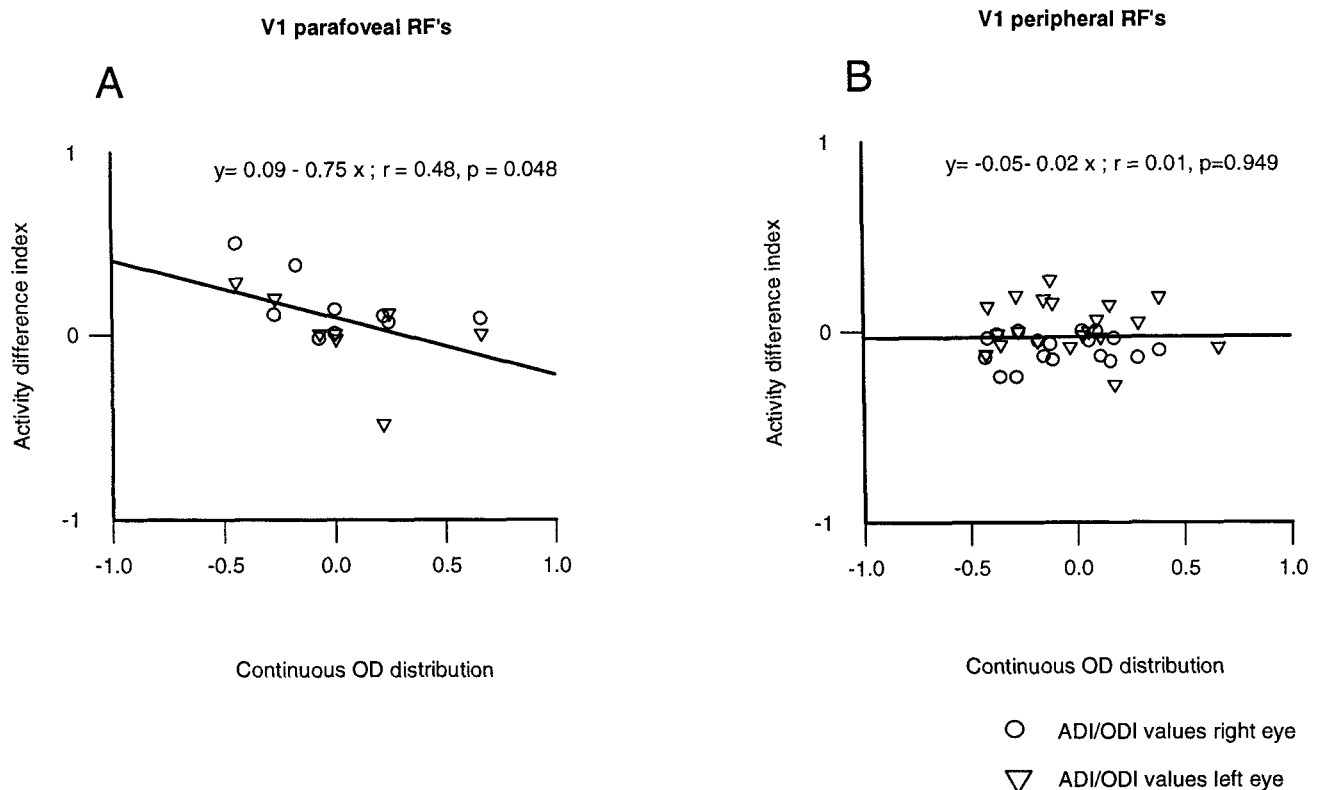 V1 parafoveal RF's
A
y= 0.09 - 0.75 x ; r = 0.48, p = 0.048
1
0
-1
Activity difference index
-1.0 -0.5 0.0 0.5 1.0
Continuous OD distribution
V1 peripheral RF's
B
y= -0.05- 0.02 x ; r = 0.01, p=0.949
1
0
-1
Activity difference index
-1.0 -0.5 0.0 0.5 1.0
Continuous OD distribution
ADI/ODI values right eye
ADI/ODI values left eye